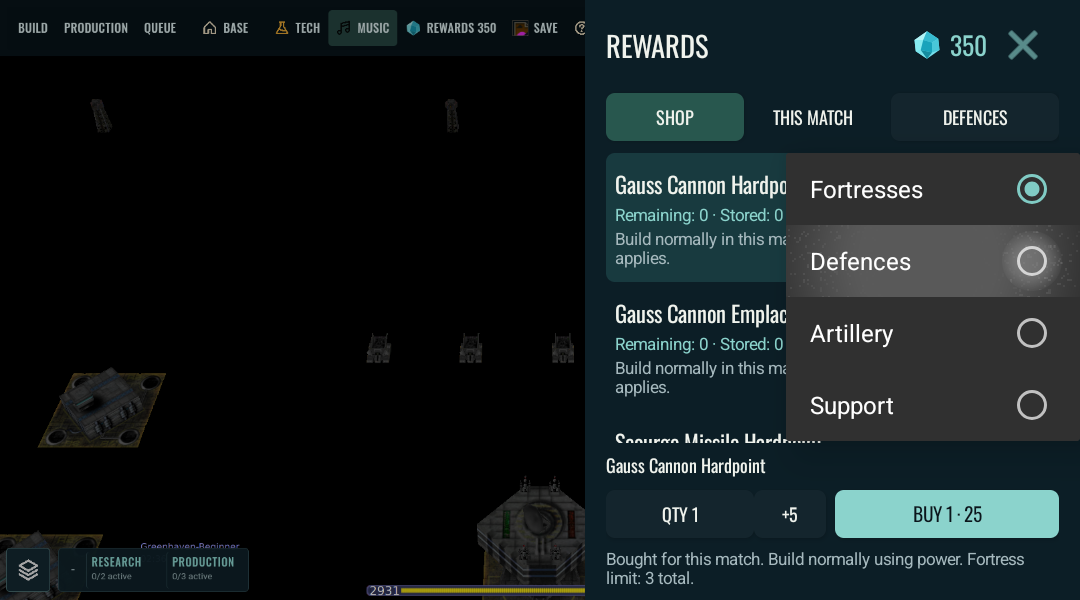 BUILD PRODUCTION QUEUE BASE TECH MUSIC REWARDS 350 SAVE
REWARDS 350
SHOP THIS MATCH DEFENCES
Gauss Cannon Hardpo
Remaining: 0 · Stored: 0
Build normally in this ma
applies.
Gauss Cannon Emplac
Remaining: 0 · Stored: 0
Build normally in this ma
applies.
Scourge Missile Hardpoint
Fortresses
Defences
Artillery
Support
Gauss Cannon Hardpoint
QTY 1 +5 BUY 1 · 25
Bought for this match. Build normally using power. Fortress
limit: 3 total.
Greenhaven-Beginner
- RESEARCH PRODUCTION
0/2 active 0/3 active
2931